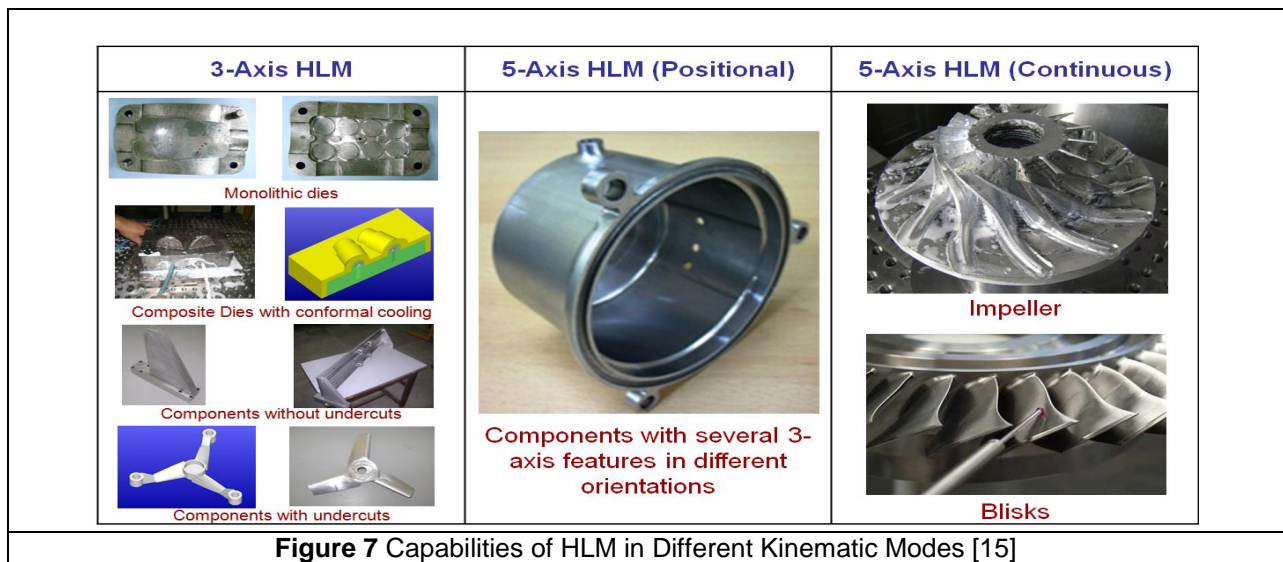 3-Axis HLM
Monolithic dies
Composite Dies with conformal cooling
Components without undercuts
Components with undercuts
5-Axis HLM (Positional)
Components with several 3-
axis features in different
orientations
5-Axis HLM (Continuous)
Impeller
Blisks
Figure 7 Capabilities of HLM in Different Kinematic Modes [15]